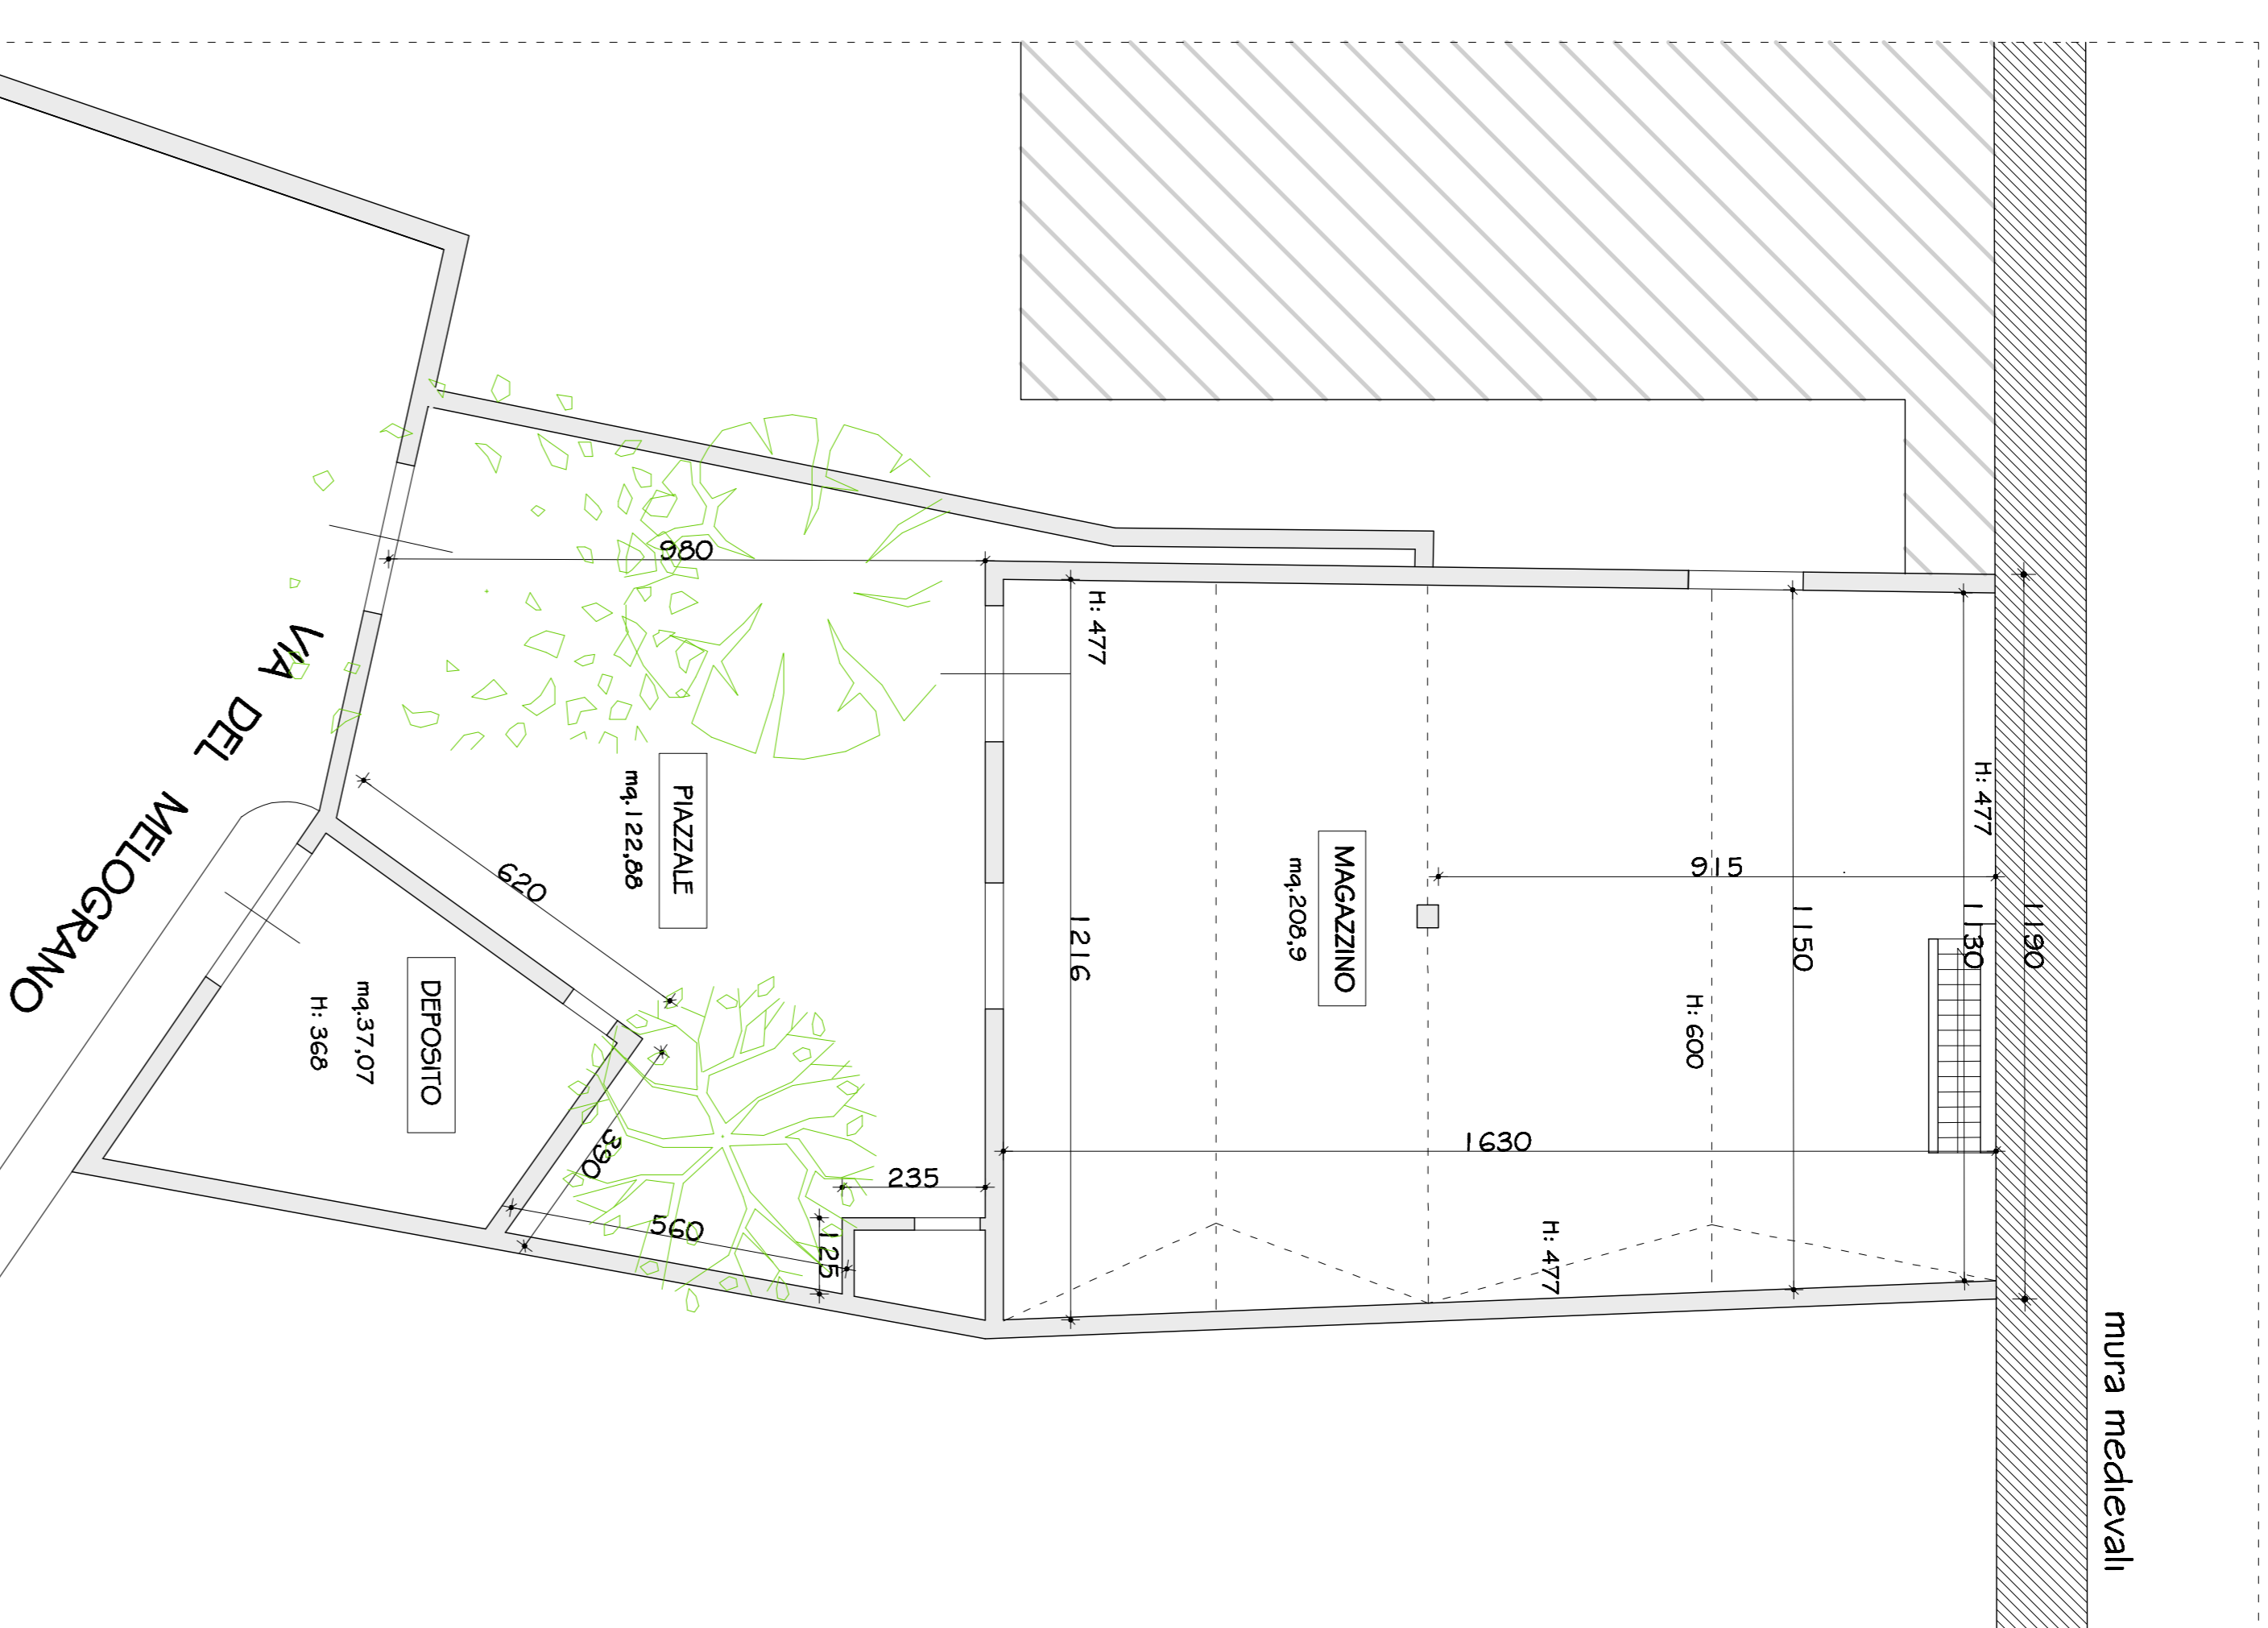 VIA DEL MELOGRANO
980
H: 477
PIAZZALE
mq.122,88
620
DEPOSITO
mq.37,07
H: 368
390
560
235
125
1216
MAGAZZINO
mq.208,9
915
1150
1130
1190
H: 477
H: 600
1630
H: 477
mura medievali